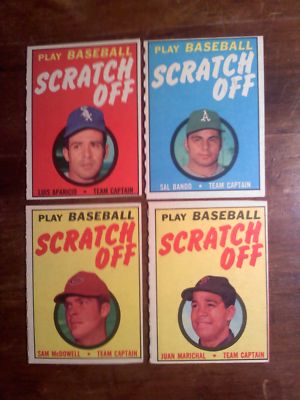 PLAY BASEBALL
SCRATCH
OFF
LUIS APARICIO • TEAM CAPTAIN
PLAY BASEBALL
SCRATCH
OFF
A
SAL BANDO • TEAM CAPTAIN
PLAY BASEBALL
SCRATCH
OFF
SAM McDOWELL • TEAM CAPTAIN
PLAY BASEBALL
SCRATCH
OFF
JUAN MARICHAL • TEAM CAPTAIN